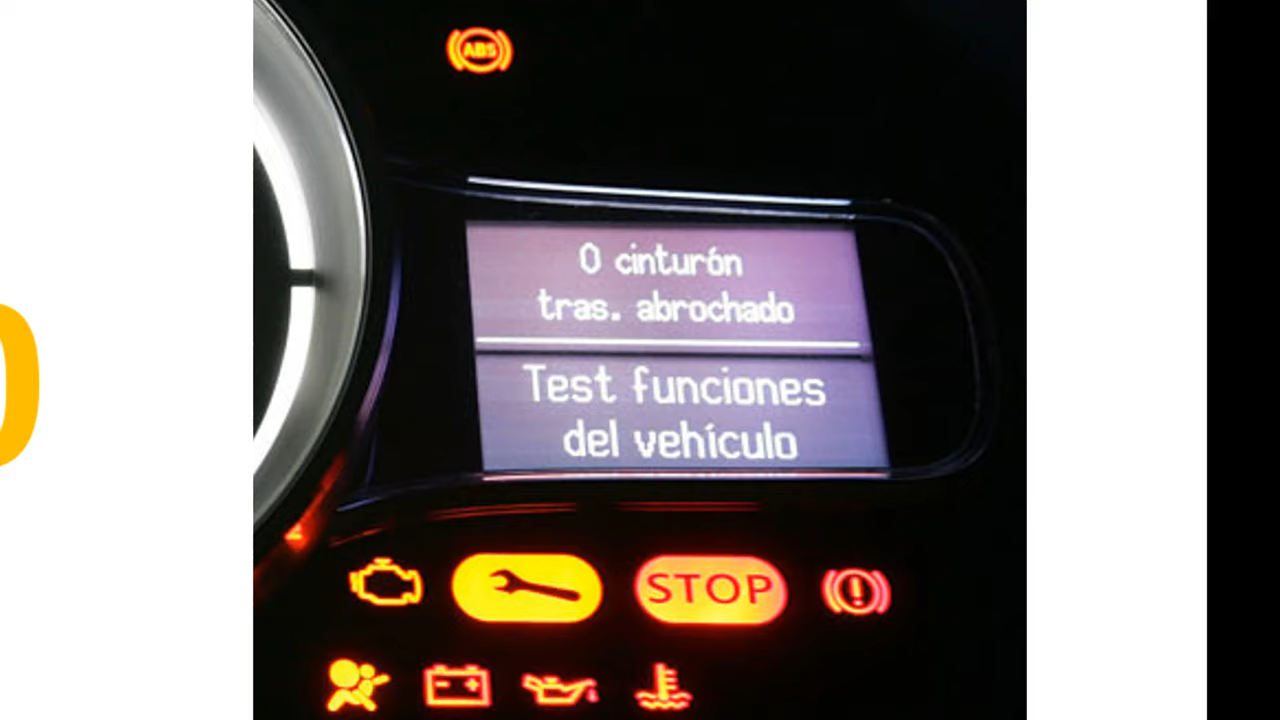 ABS
0 cinturón
tras. abrochado
Test funciones
del vehículo
STOP